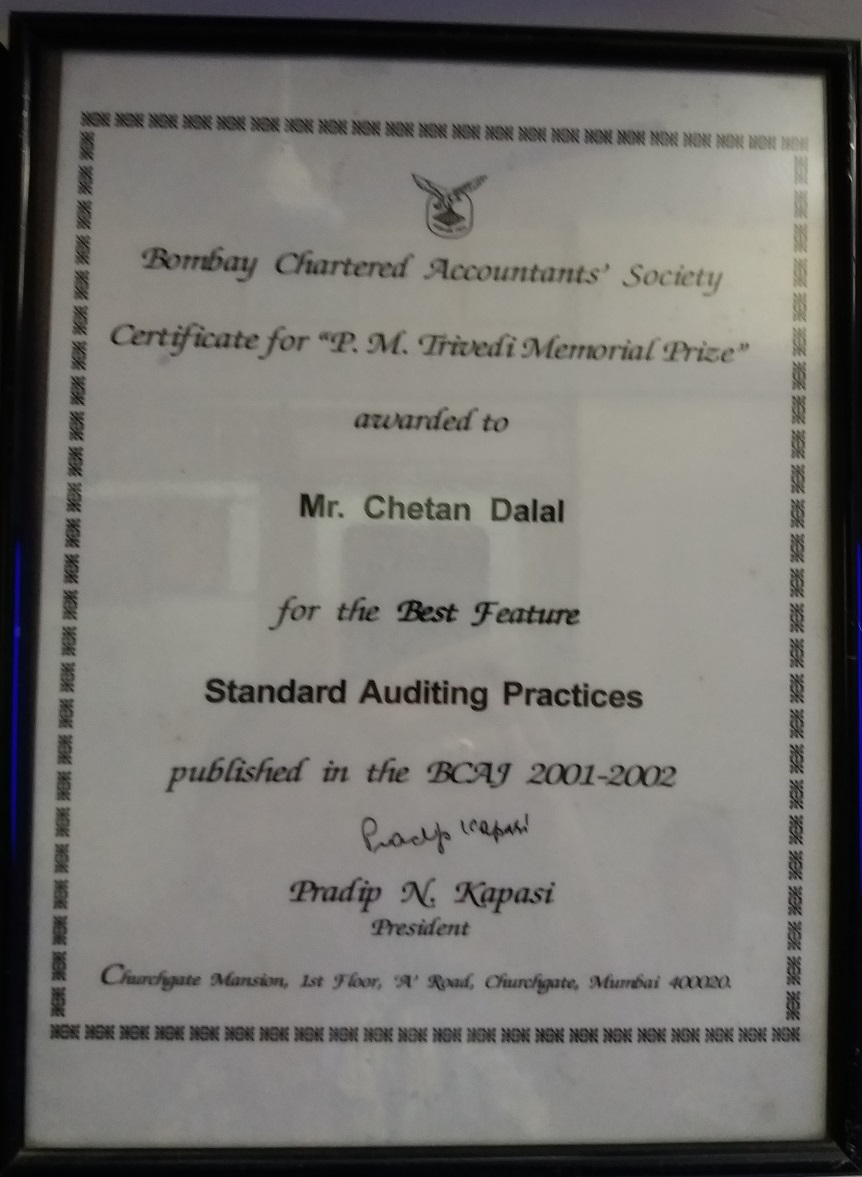 Bombay Chartered Accountants' Society
Certificate for "P. M. Trivedi Memorial Prize"
awarded to
Mr. Chetan Dalal
for the Best Feature
Standard Auditing Practices
published in the BCAJ 2001-2002
Pradip Kapasi
Pradip N. Kapasi
President
Churchgate Mansion, 1st Floor, 'A' Road, Churchgate, Mumbai 400020.